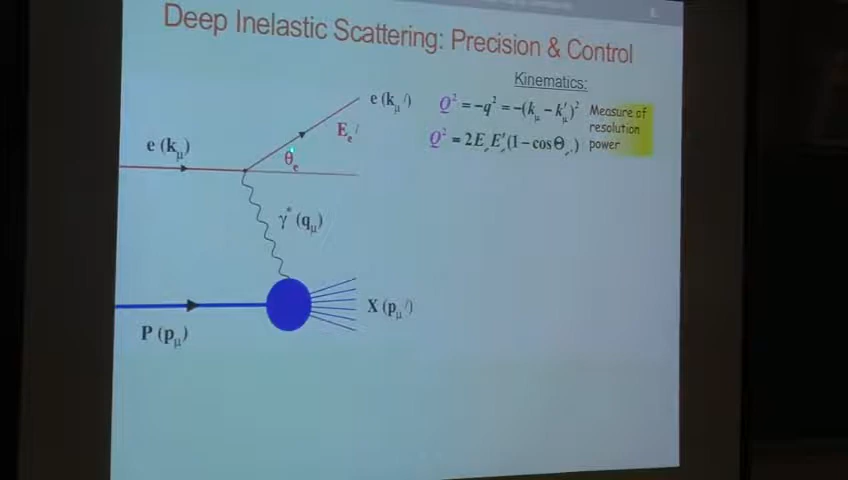 Deep Inelastic Scattering: Precision & Control
Kinematics:
e (kμ′)
Q² = −q² = −(kμ − k′μ)²
Measure of
resolution
power
Ee′
Q² = 2Ee E′e (1 − cosΘe′)
e (kμ)
θe
γ* (qμ)
X (pμ′)
P (pμ)